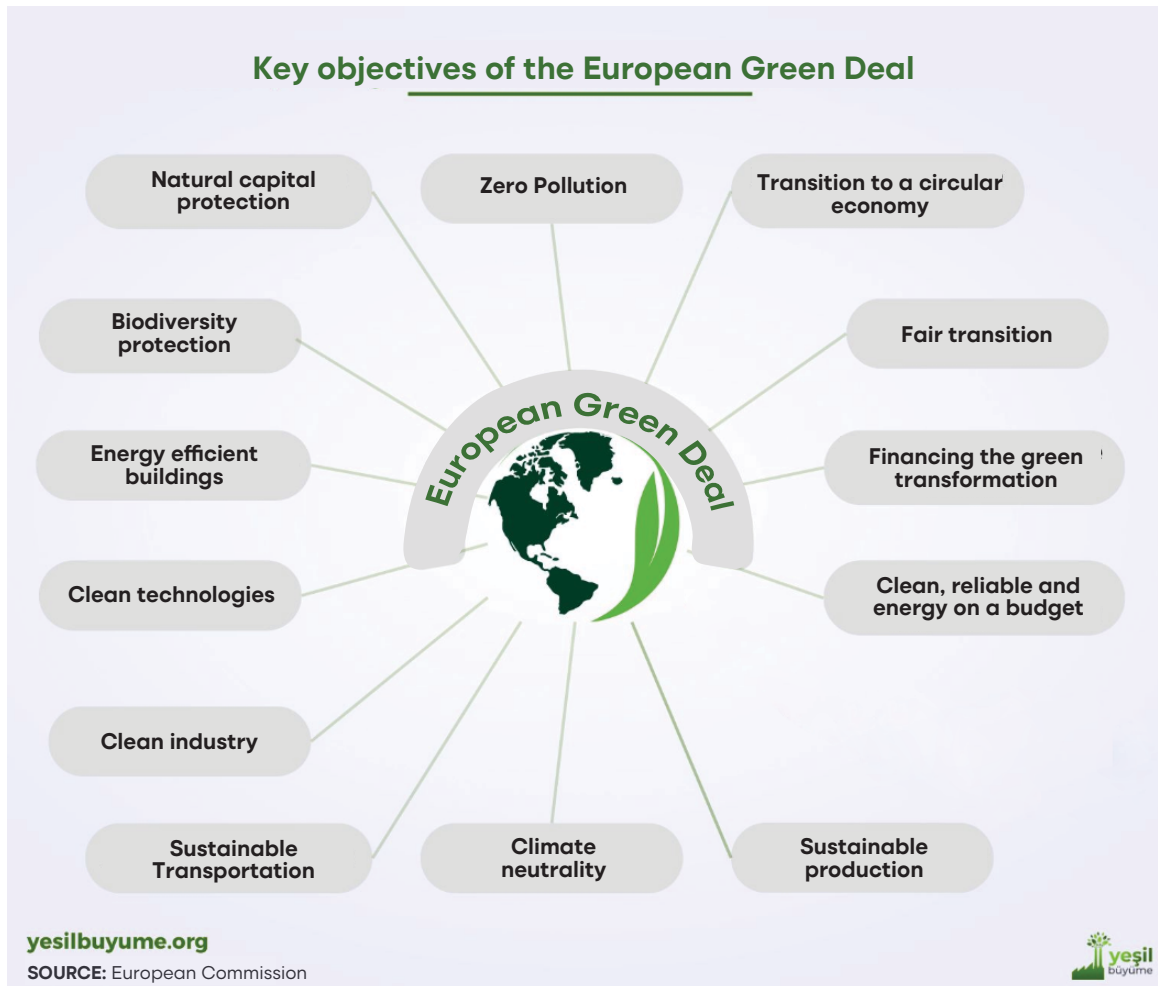 Key objectives of the European Green Deal
Natural capital
protection
Zero Pollution
Transition to a circular
economy
Biodiversity
protection
Fair transition
European Green Deal
Energy efficient
buildings
Financing the green
transformation
Clean technologies
Clean, reliable and
energy on a budget
Clean industry
Sustainable
Transportation
Climate
neutrality
Sustainable
production
yesilbuyume.org
SOURCE: European Commission
yeşil
büyüme